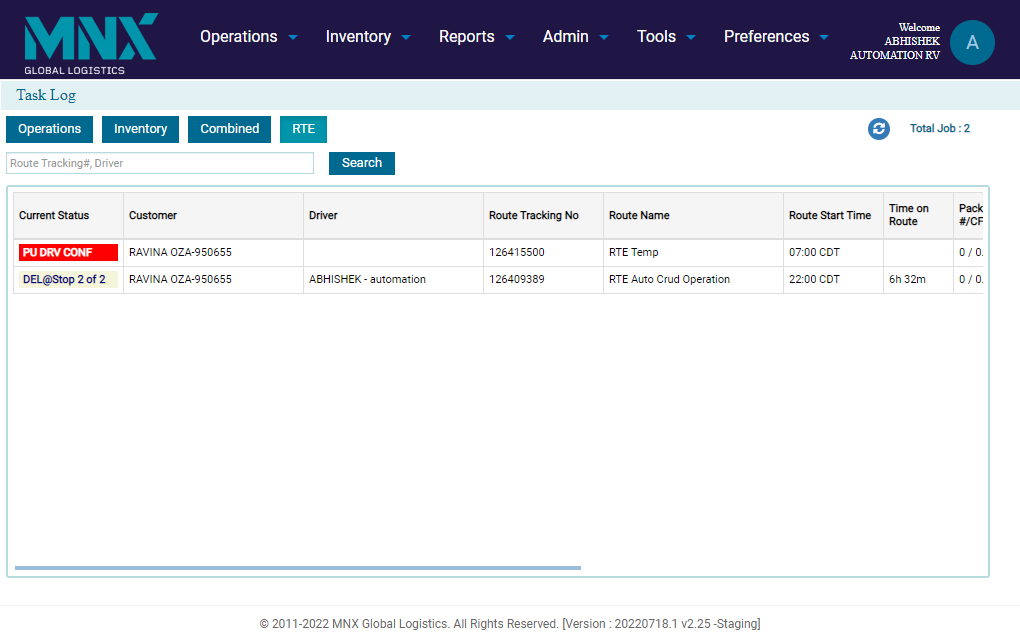 MNX
GLOBAL LOGISTICS
Operations Inventory Reports Admin Tools Preferences
Welcome
ABHISHEK
AUTOMATION RV
A
Task Log
Operations Inventory Combined RTE
Total Job : 2
Route Tracking#, Driver
Search
Current Status Customer Driver Route Tracking No Route Name Route Start Time Time on Route Pack #/CF
PU DRV CONF RAVINA OZA-950655 126415500 RTE Temp 07:00 CDT 0 / 0.
DEL@Stop 2 of 2 RAVINA OZA-950655 ABHISHEK - automation 126409389 RTE Auto Crud Operation 22:00 CDT 6h 32m 0 / 0.
© 2011-2022 MNX Global Logistics. All Rights Reserved. [Version : 20220718.1 v2.25 -Staging]